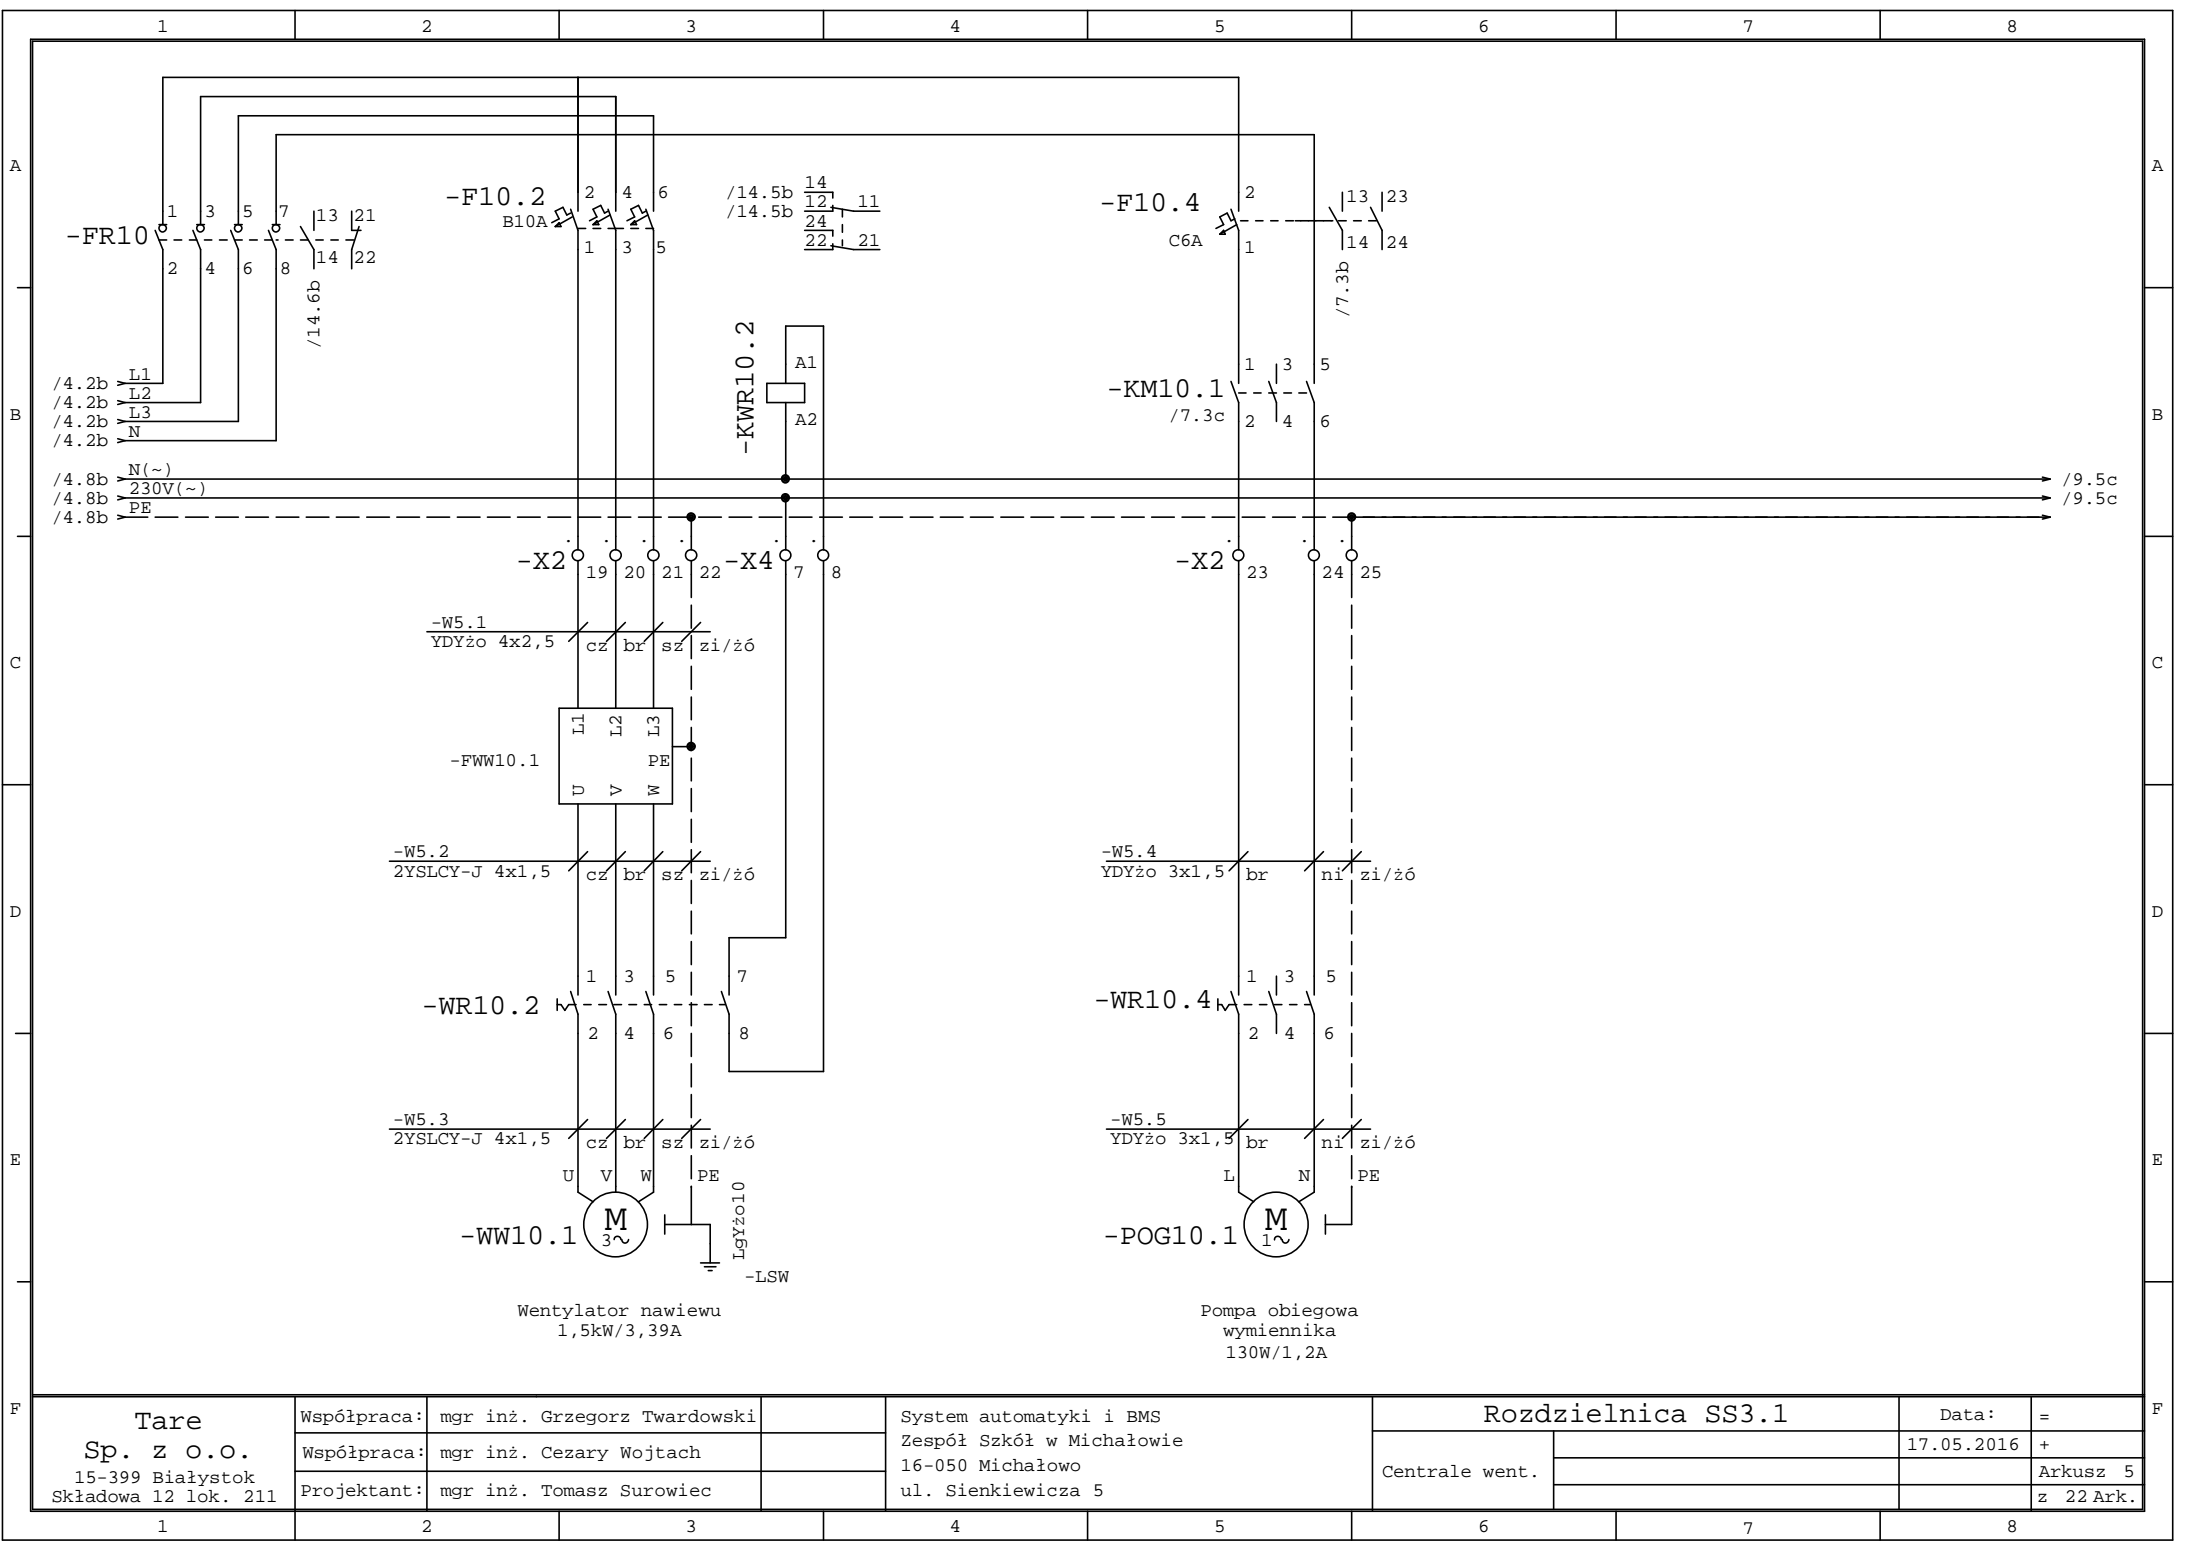 1 2 3 4 5 6 7 8
A A
-FR10
1 3 5 7 13 21
2 4 6 8 14 22
/14.6b
-F10.2
B10A
2 4 6
1 3 5
/14.5b 14
/14.5b 12 11
24
22 21
-F10.4
C6A
2 13 23
1 14 24
/7.3b
B B
/4.2b L1
/4.2b L2
/4.2b L3
/4.2b N
-KWR10.2
A1
A2
-KM10.1
/7.3c
1 3 5
2 4 6
/4.8b N(~) /9.5c
/4.8b 230V(~) /9.5c
/4.8b PE
C C
-X2 19 20 21 22 -X4 7 8
-X2 23 24 25
-W5.1
YDYżo 4x2,5 cz br sz zi/żó
-FWW10.1
L1 L2 L3
PE
U V W
D D
-W5.2
2YSLCY-J 4x1,5 cz br sz zi/żó
-W5.4
YDYżo 3x1,5 br ni zi/żó
-WR10.2
1 3 5 7
2 4 6 8
-WR10.4
1 3 5
2 4 6
E E
-W5.3
2YSLCY-J 4x1,5 cz br sz zi/żó
U V W PE
-WW10.1
M
3~
LgYżo10
-LSW
-W5.5
YDYżo 3x1,5 br ni zi/żó
L N PE
-POG10.1
M
1~
Wentylator nawiewu
1,5kW/3,39A
Pompa obiegowa
wymiennika
130W/1,2A
F F
Tare
Sp. z o.o.
15-399 Białystok
Składowa 12 lok. 211
Współpraca: mgr inż. Grzegorz Twardowski
Współpraca: mgr inż. Cezary Wojtach
Projektant: mgr inż. Tomasz Surowiec
System automatyki i BMS
Zespół Szkół w Michałowie
16-050 Michałowo
ul. Sienkiewicza 5
Rozdzielnica SS3.1
Centrale went.
Data:
17.05.2016
=
+
Arkusz 5
z 22 Ark.
1 2 3 4 5 6 7 8